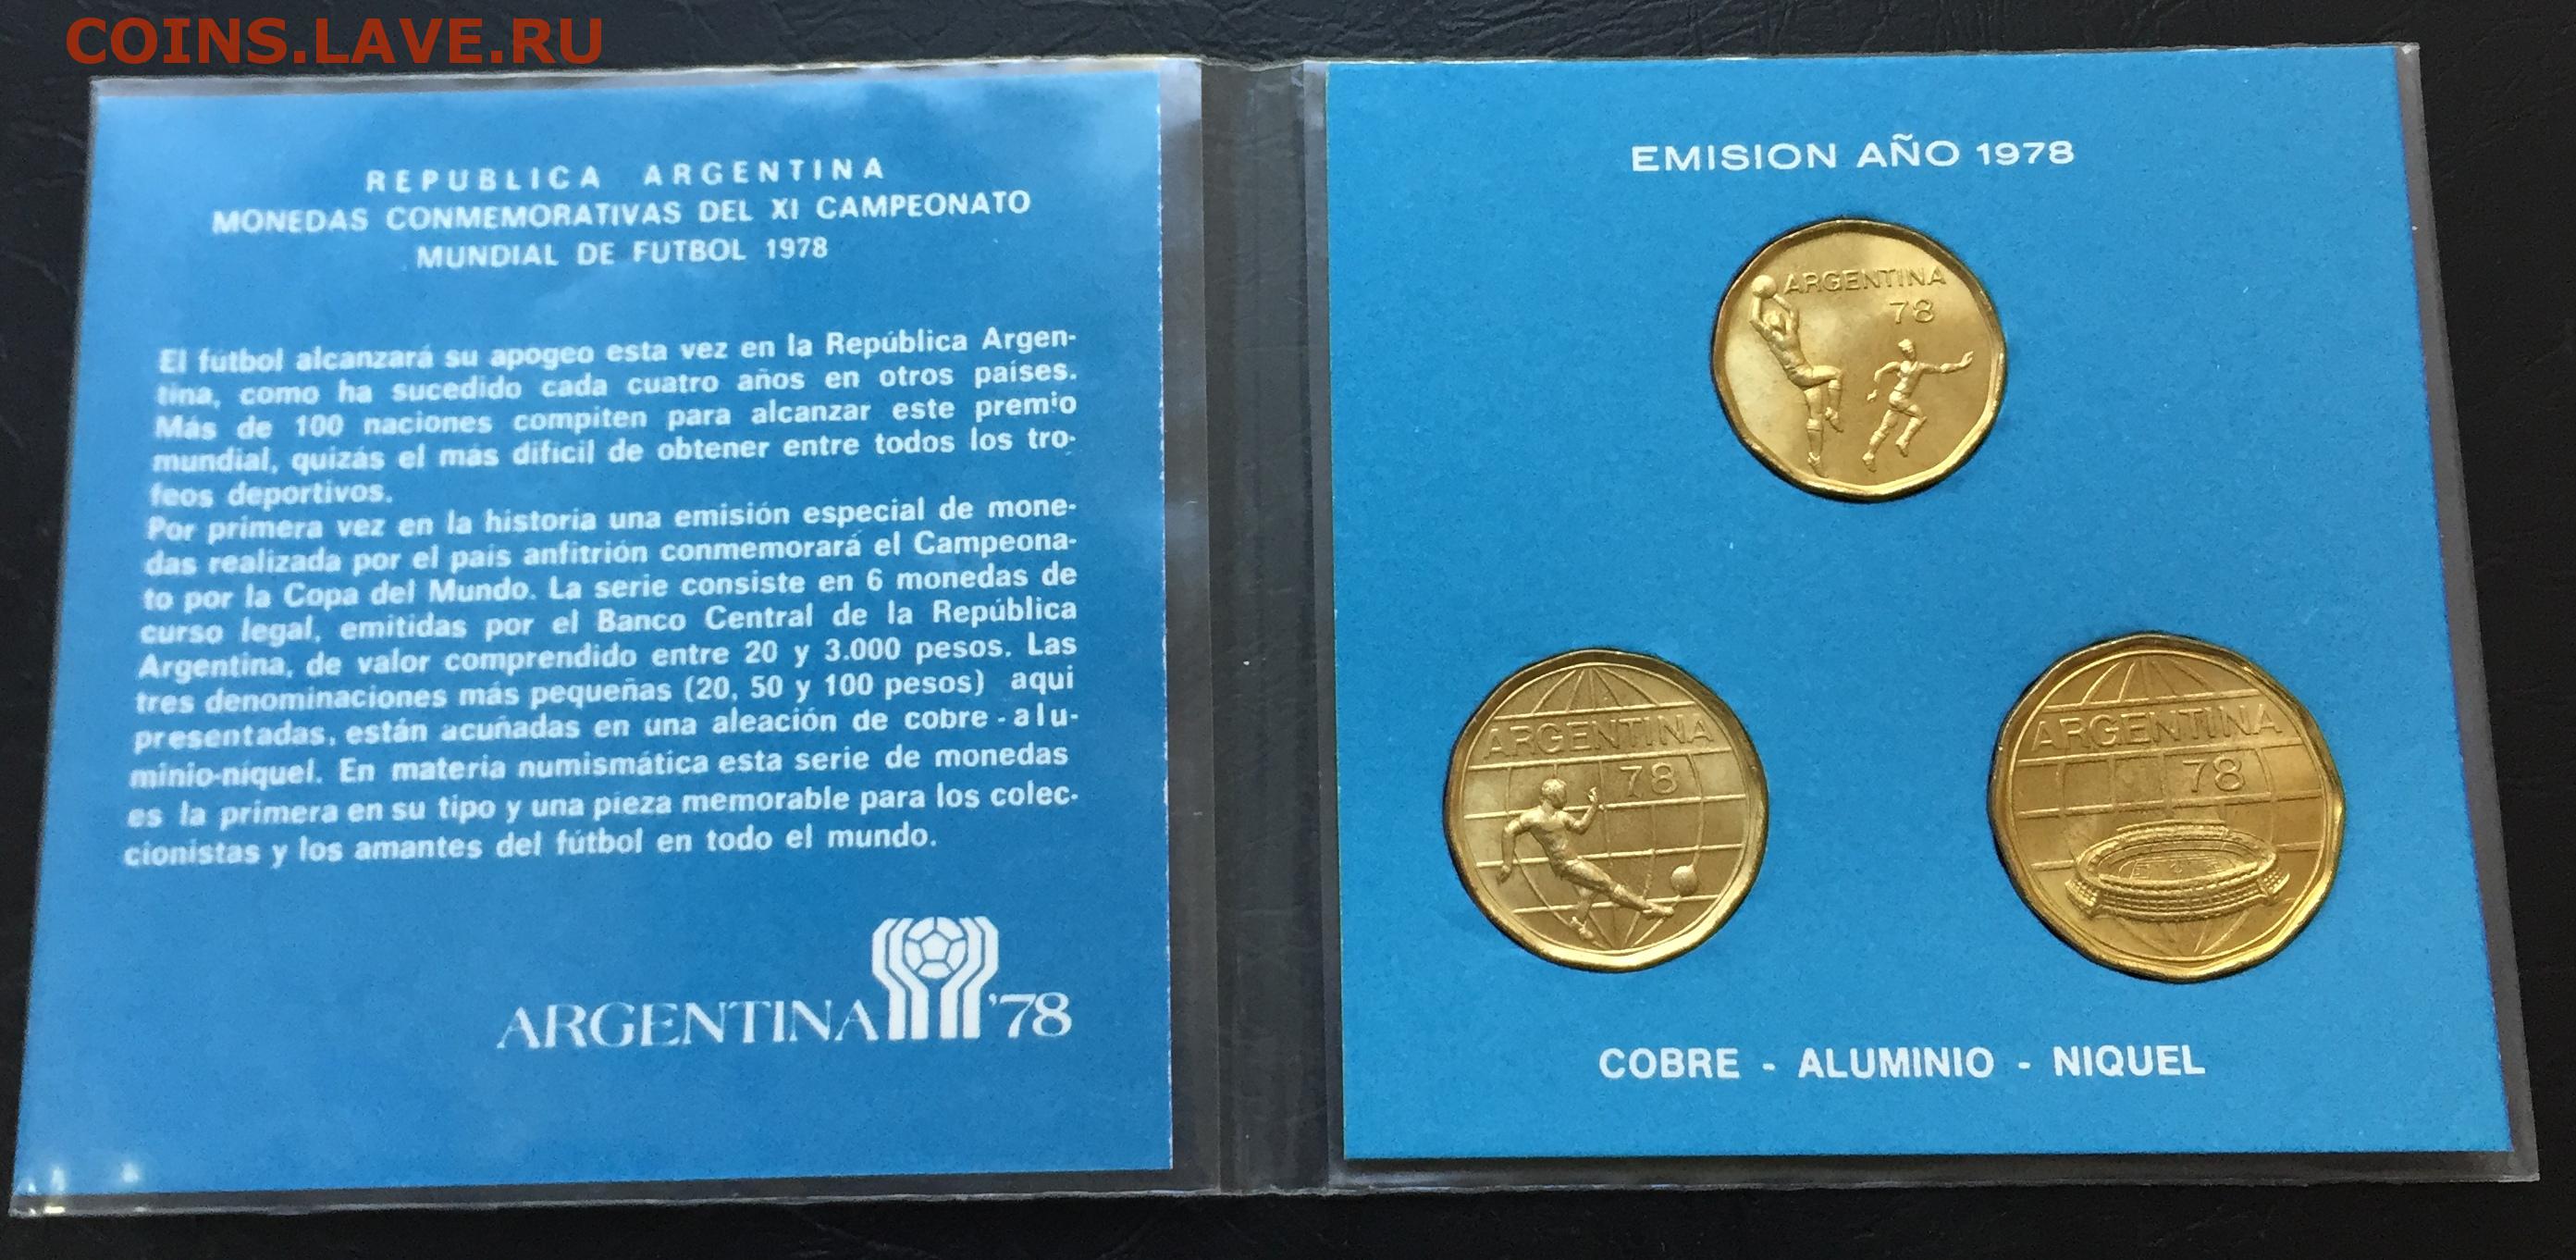 COINS.LAVE.RU
REPUBLICA ARGENTINA
MONEDAS CONMEMORATIVAS DEL XI CAMPEONATO
MUNDIAL DE FUTBOL 1978
El fútbol alcanzará su apogeo esta vez en la República Argen-
tina, como ha sucedido cada cuatro años en otros países.
Más de 100 naciones compiten para alcanzar este premio
mundial, quizás el más difícil de obtener entre todos los tro-
feos deportivos.
Por primera vez en la historia una emisión especial de mone-
das realizada por el país anfitrión conmemorará el Campeona-
to por la Copa del Mundo. La serie consiste en 6 monedas de
curso legal, emitidas por el Banco Central de la República
Argentina, de valor comprendido entre 20 y 3.000 pesos. Las
tres denominaciones más pequeñas (20, 50 y 100 pesos) aquí
presentadas, están acuñadas en una aleación de cobre-alu-
minio-níquel. En materia numismática esta serie de monedas
es la primera en su tipo y una pieza memorable para los colec-
cionistas y los amantes del fútbol en todo el mundo.
ARGENTINA '78
EMISION AÑO 1978
ARGENTINA
78
ARGENTINA
78
ARGENTINA
78
COBRE - ALUMINIO - NIQUEL